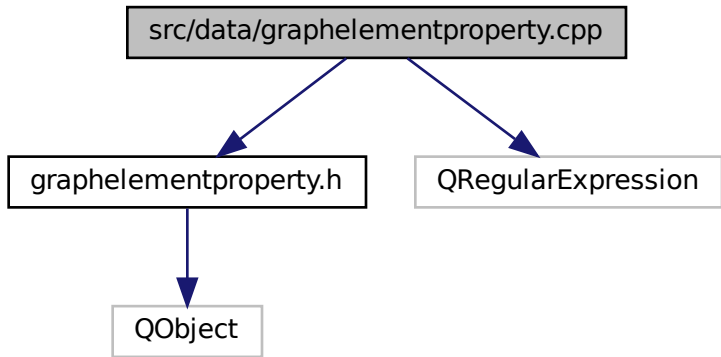 src/data/graphelementproperty.cpp
graphelementproperty.h
QRegularExpression
QObject